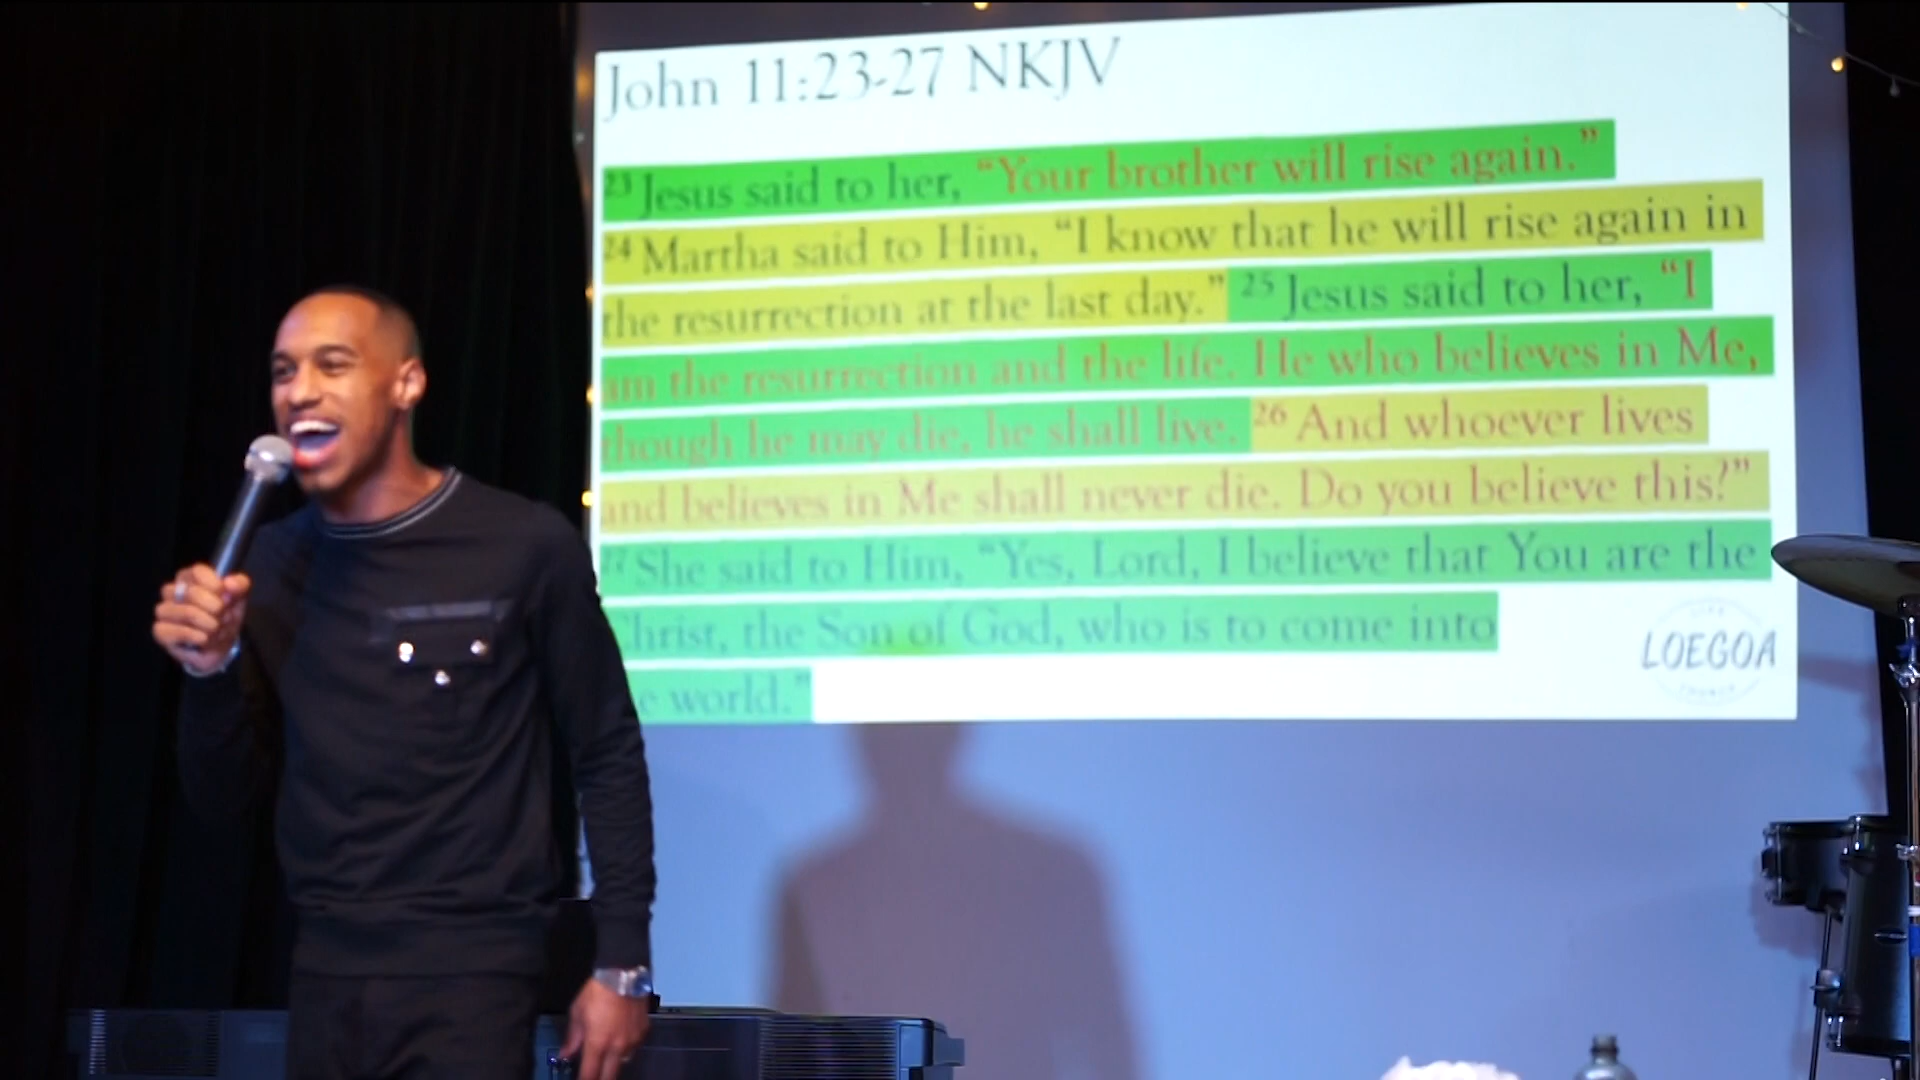 John 11:23-27 NKJV
23 Jesus said to her, “Your brother will rise again.”
24 Martha said to Him, “I know that he will rise again in
the resurrection at the last day.” 25 Jesus said to her, “I
am the resurrection and the life. He who believes in Me,
though he may die, he shall live. 26 And whoever lives
and believes in Me shall never die. Do you believe this?”
27 She said to Him, “Yes, Lord, I believe that You are the
Christ, the Son of God, who is to come into
world.”
LIFE
LOEGOA
CHURCH